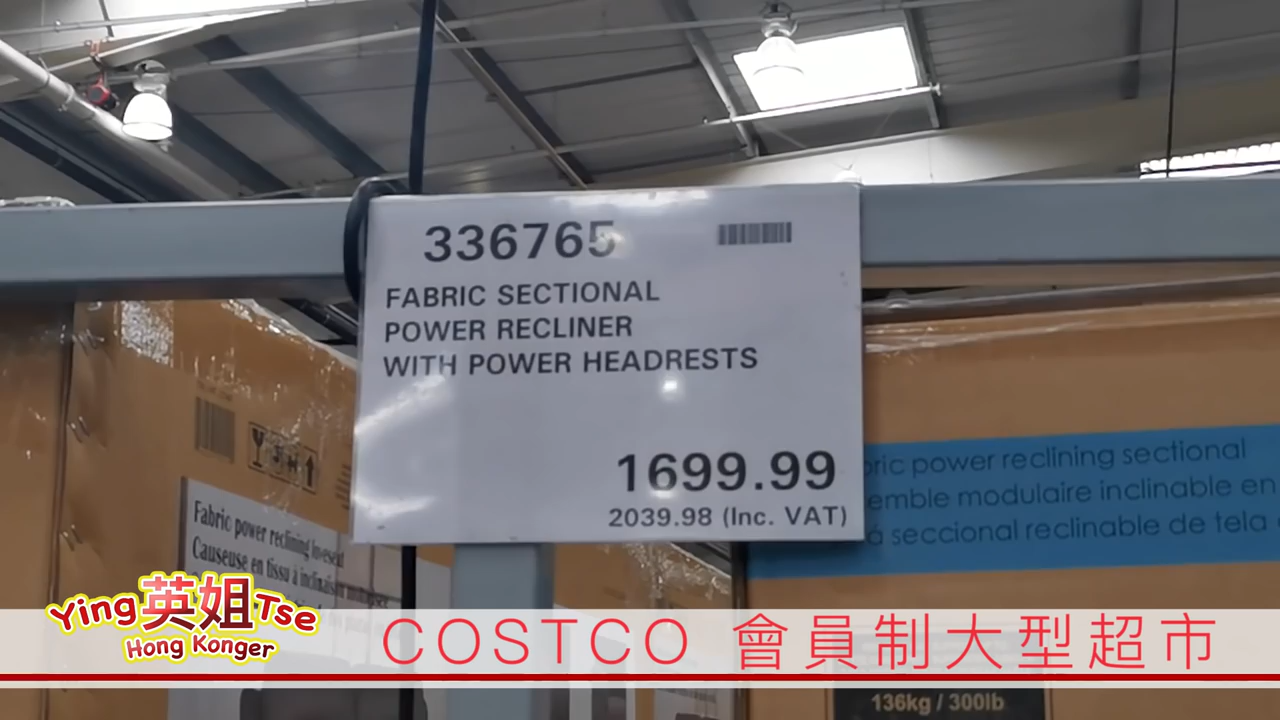 336765
FABRIC SECTIONAL
POWER RECLINER
WITH POWER HEADRESTS
1699.99
2039.98 (Inc. VAT)
power reclining sectional
modulaire inclinable en
seccional reclinable de tela
Fabric power reclining loveseat
Causeuse en tissu à inclinaison
Ying英姐Tse
Hong Konger
COSTCO 會員制大型超市
136kg / 300lb